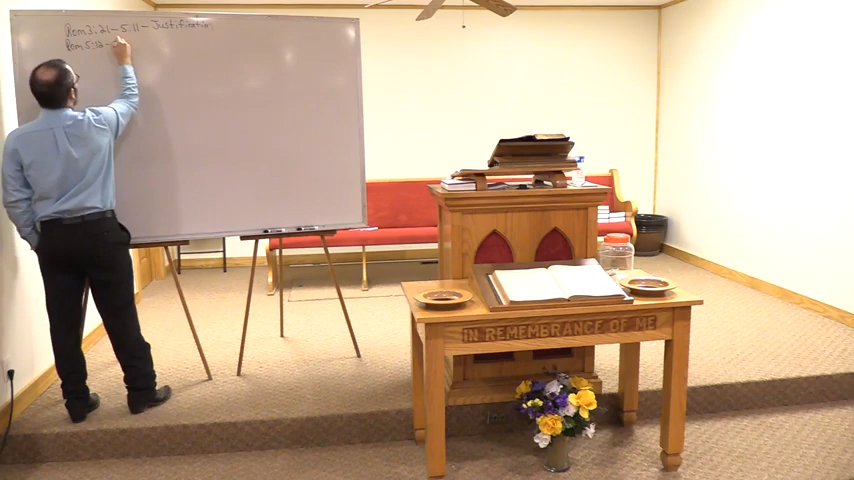 Rom 3:21-5:11 - Justification
Rom 5:12 -
IN REMEMBRANCE OF ME